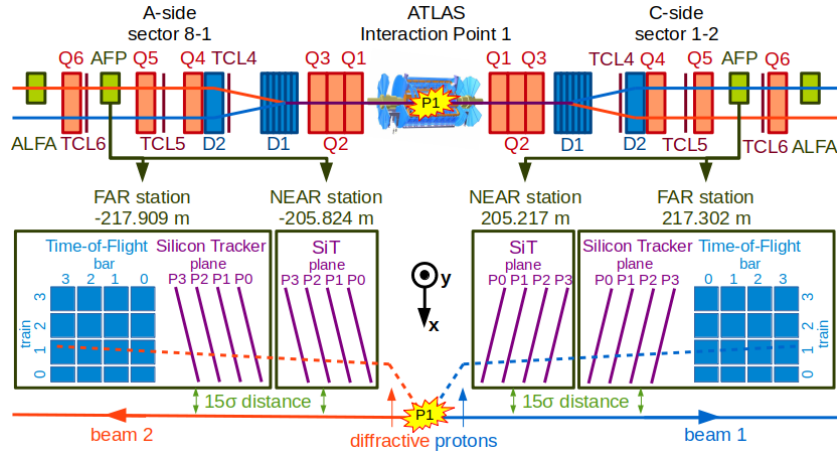 A-side
sector 8-1
ATLAS
Interaction Point 1
C-side
sector 1-2
Q6 AFP Q4 TCL4 Q3 Q1 Q1 Q3 TCL4 Q4 AFP Q6
Q5 Q5
P1
ALFA TCL6 TCL5 D2 D1 Q2 Q2 D1 D2 TCL5 TCL6 ALFA
FAR station
-217.909 m
NEAR station
-205.824 m
NEAR station
205.217 m
FAR station
217.302 m
Time-of-Flight
bar
3 2 1 0
train
3
2
1
0
Silicon Tracker
plane
P3 P2 P1 P0
SiT
plane
P3 P2 P1 P0
y
x
SiT
plane
P0 P1 P2 P3
Silicon Tracker
plane
P0 P1 P2 P3
Time-of-Flight
bar
0 1 2 3
3
2
1
0
train
15σ distance
P1
15σ distance
beam 2
diffractive protons
beam 1